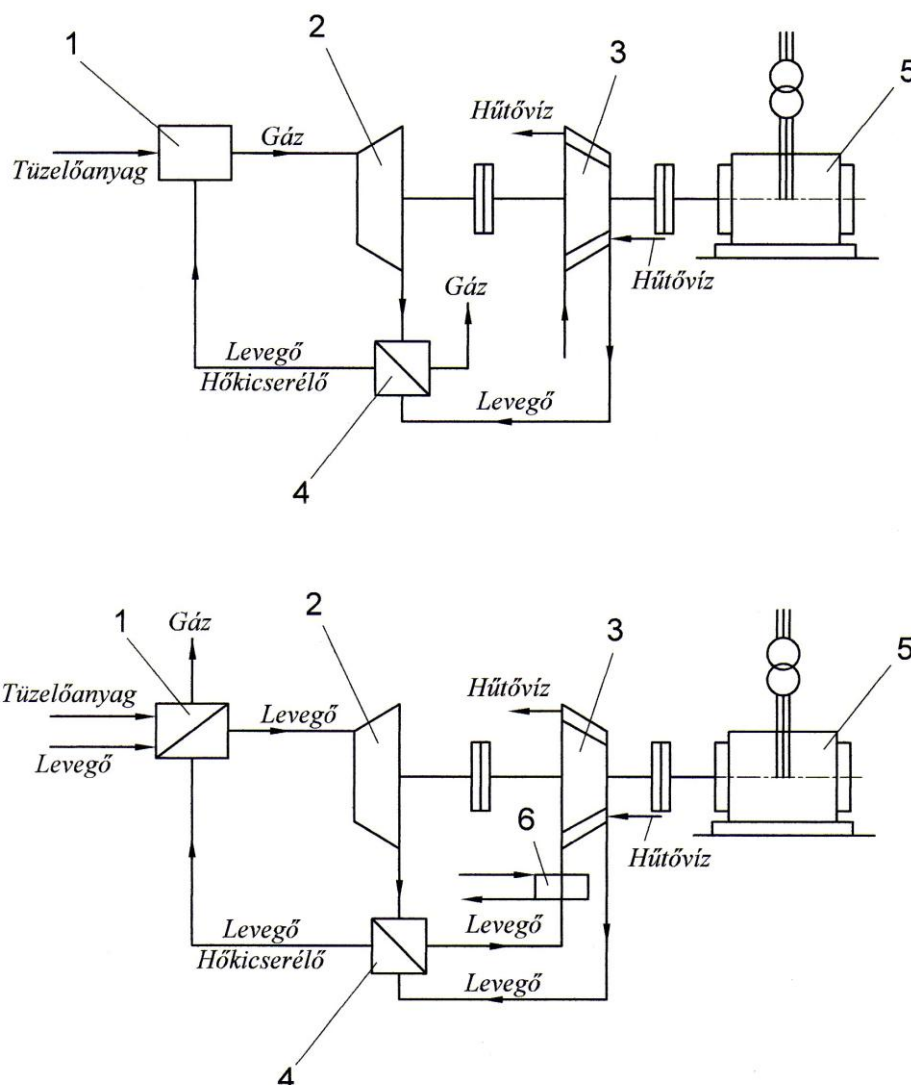 1
2
3
5
Hűtővíz
Gáz
Tüzelőanyag
Gáz
Hűtővíz
Levegő
Hőkicserélő
Levegő
4
1
2
3
5
Gáz
Hűtővíz
Tüzelőanyag
Levegő
Levegő
6
Hűtővíz
Levegő
Levegő
Hőkicserélő
Levegő
4